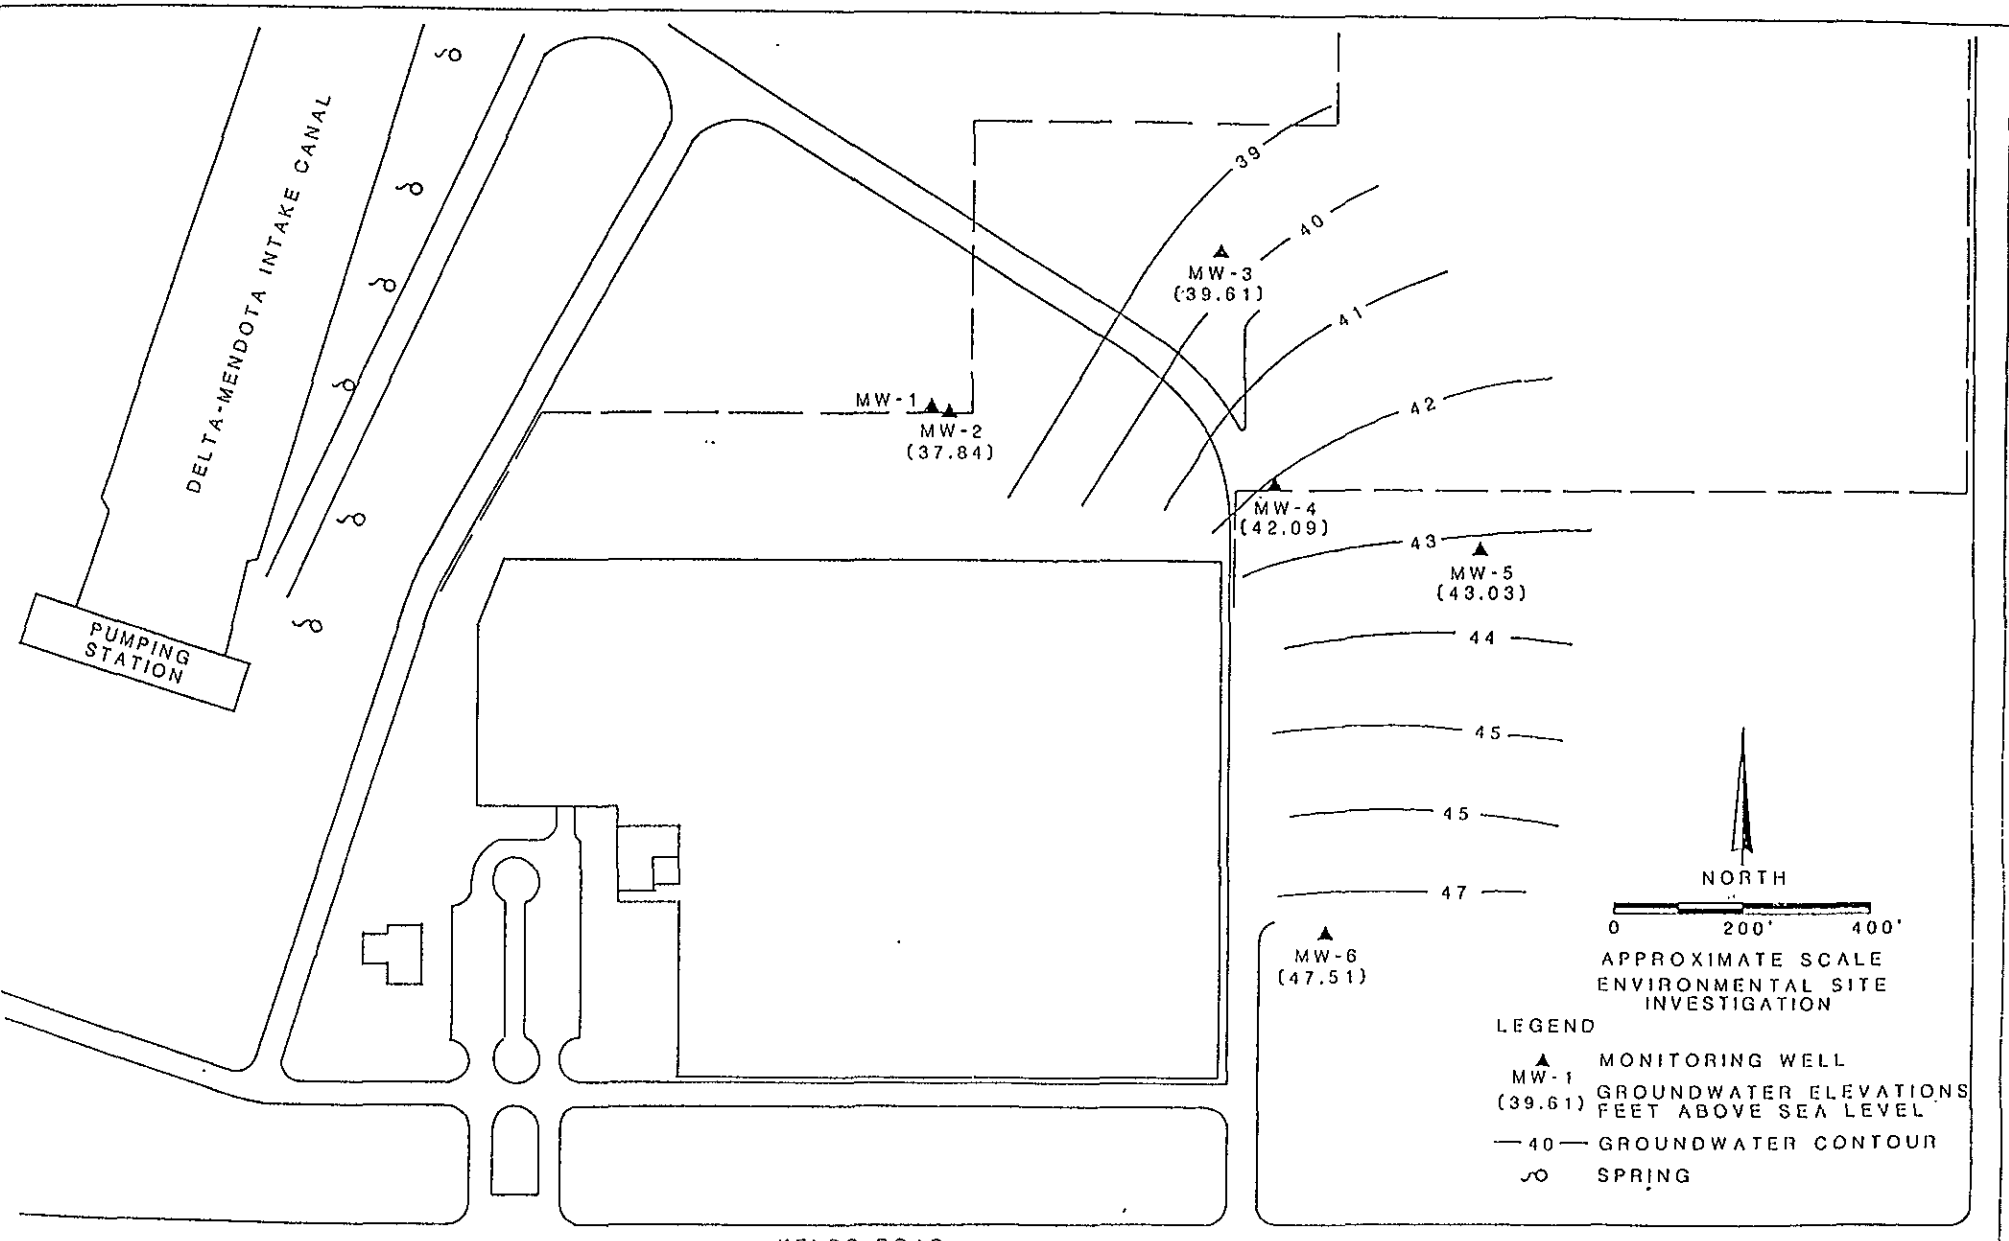 DELTA-MENDOTA INTAKE CANAL
PUMPING
STATION
39
40
MW-3
(39.61)
41
MW-1
MW-2
(37.84)
42
MW-4
(42.09)
43
MW-5
(43.03)
44
45
45
47
MW-6
(47.51)
NORTH
0 200' 400'
APPROXIMATE SCALE
ENVIRONMENTAL SITE
INVESTIGATION
LEGEND
MONITORING WELL
MW-1
(39.61)
GROUNDWATER ELEVATIONS
FEET ABOVE SEA LEVEL
40 GROUNDWATER CONTOUR
SPRING
ROAD